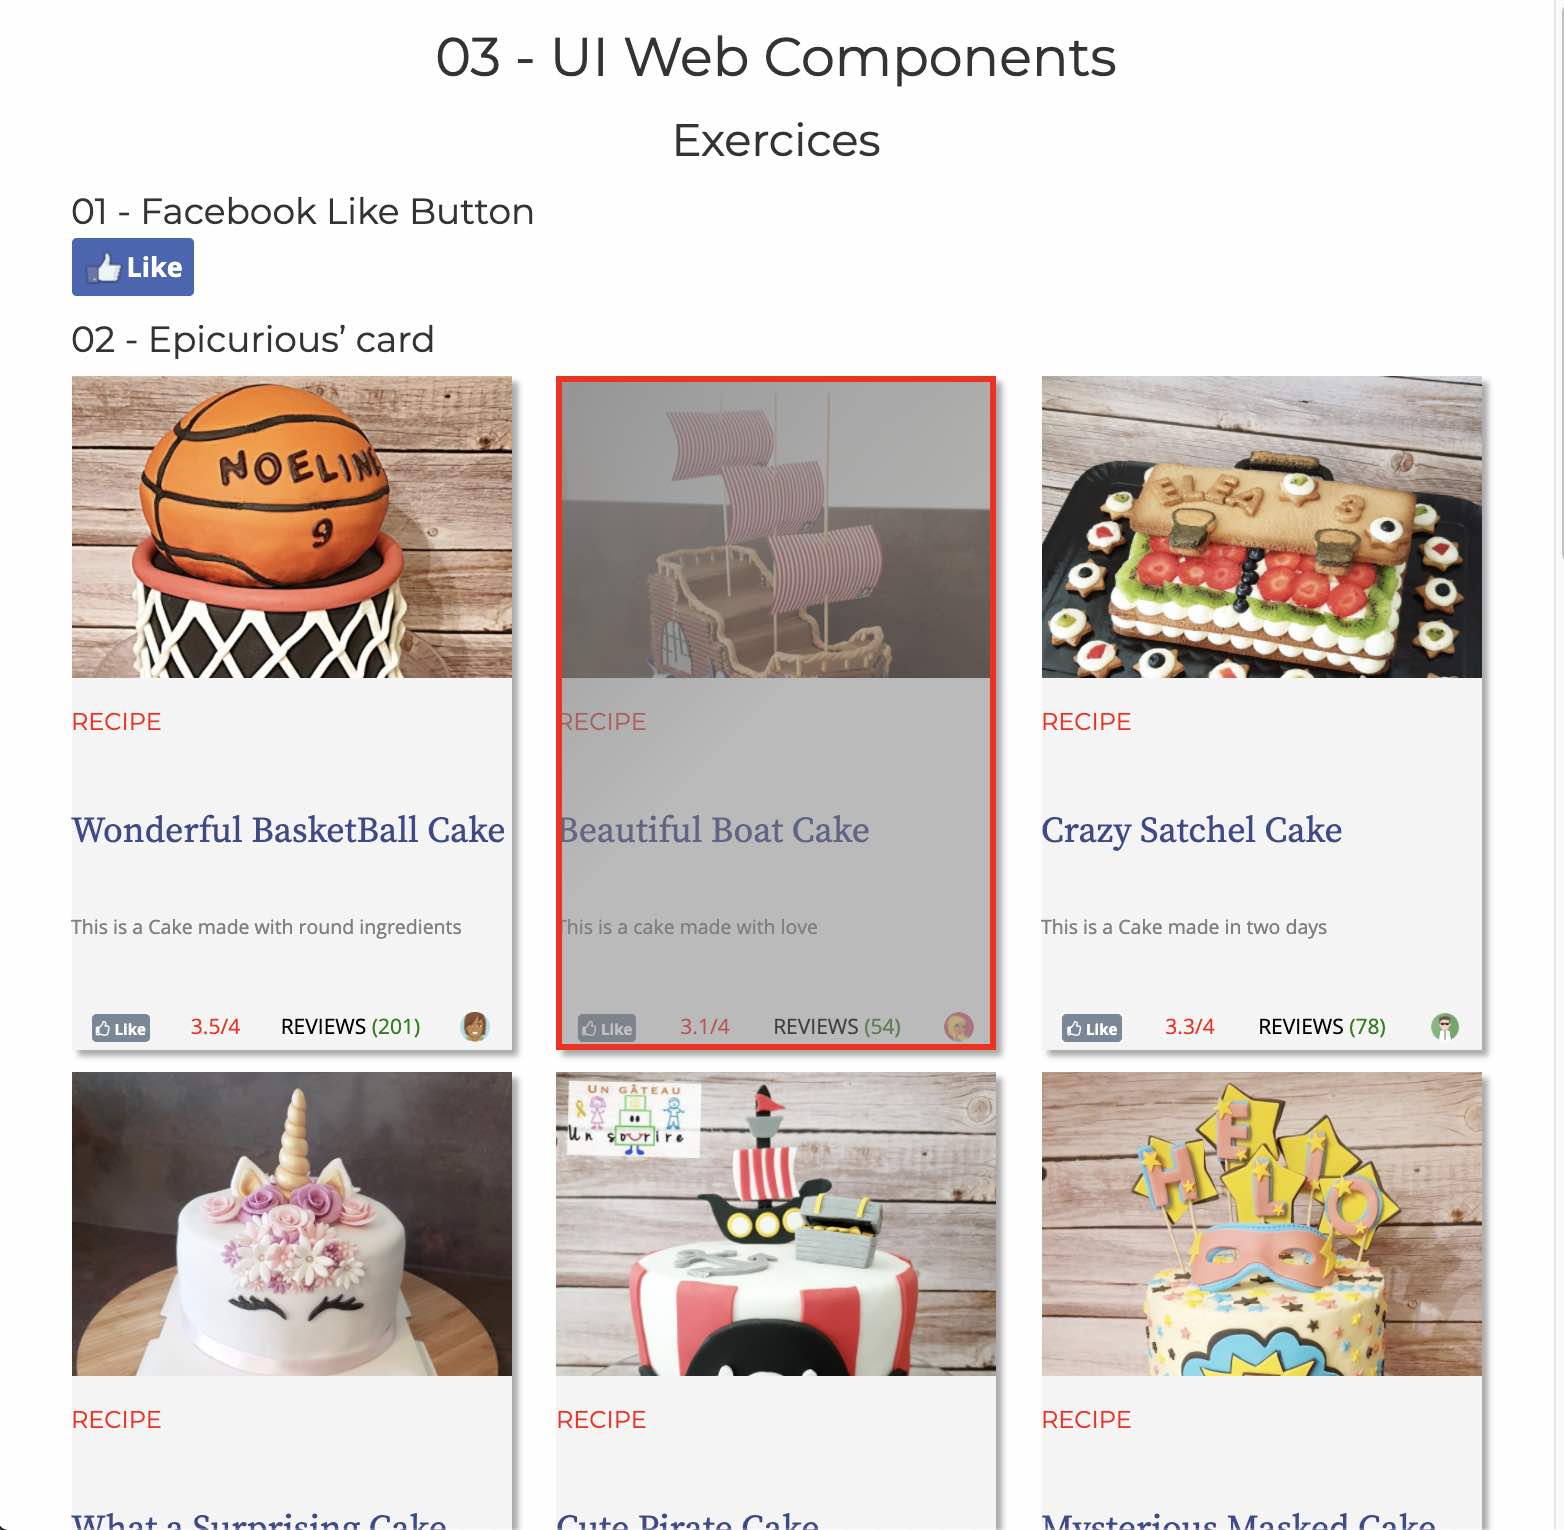 03 - UI Web Components
Exercices
01 - Facebook Like Button
Like
02 - Epicurious’ card
NOELIN
9
ELEA 3
RECIPE
RECIPE
RECIPE
Wonderful BasketBall Cake
Beautiful Boat Cake
Crazy Satchel Cake
This is a Cake made with round ingredients
This is a cake made with love
This is a Cake made in two days
Like 3.5/4 REVIEWS (201)
Like 3.1/4 REVIEWS (54)
Like 3.3/4 REVIEWS (78)
UN GÂTEAU
Un sourire
HELIO
RECIPE
RECIPE
RECIPE
What a Surprising Cake
Cute Pirate Cake
Mysterious Masked Cake